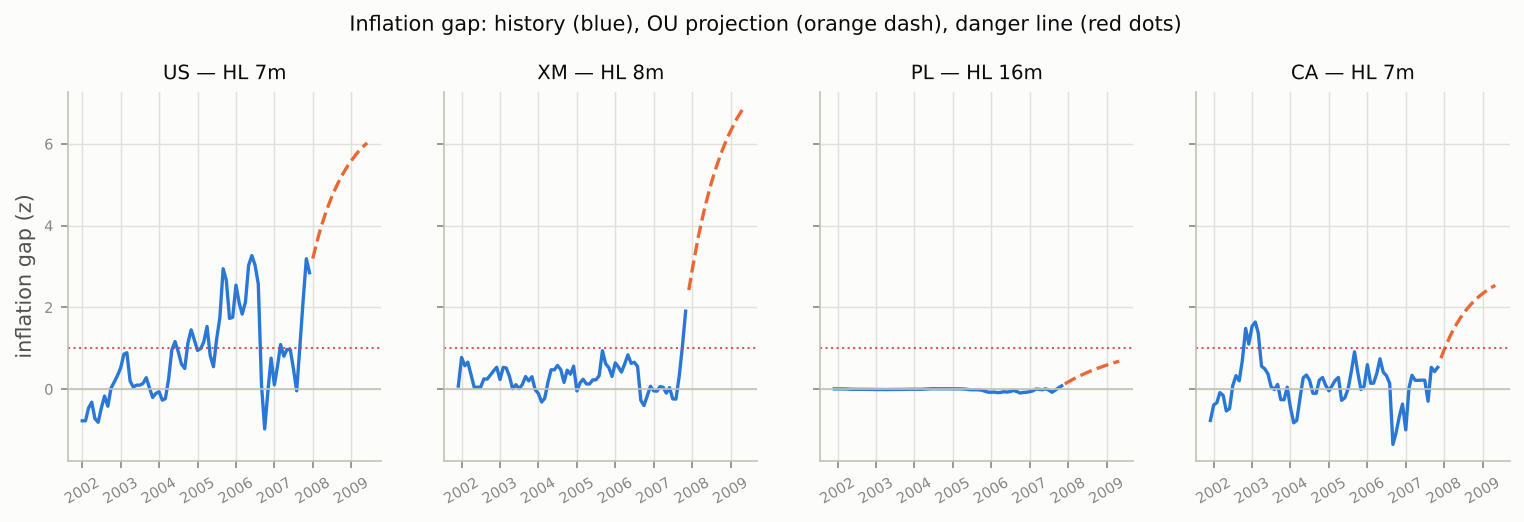 Inflation gap: history (blue), OU projection (orange dash), danger line (red dots)
US — HL 7m
XM — HL 8m
PL — HL 16m
CA — HL 7m
inflation gap (z)
6
4
2
0
2002 2003 2004 2005 2006 2007 2008 2009
2002 2003 2004 2005 2006 2007 2008 2009
2002 2003 2004 2005 2006 2007 2008 2009
2002 2003 2004 2005 2006 2007 2008 2009